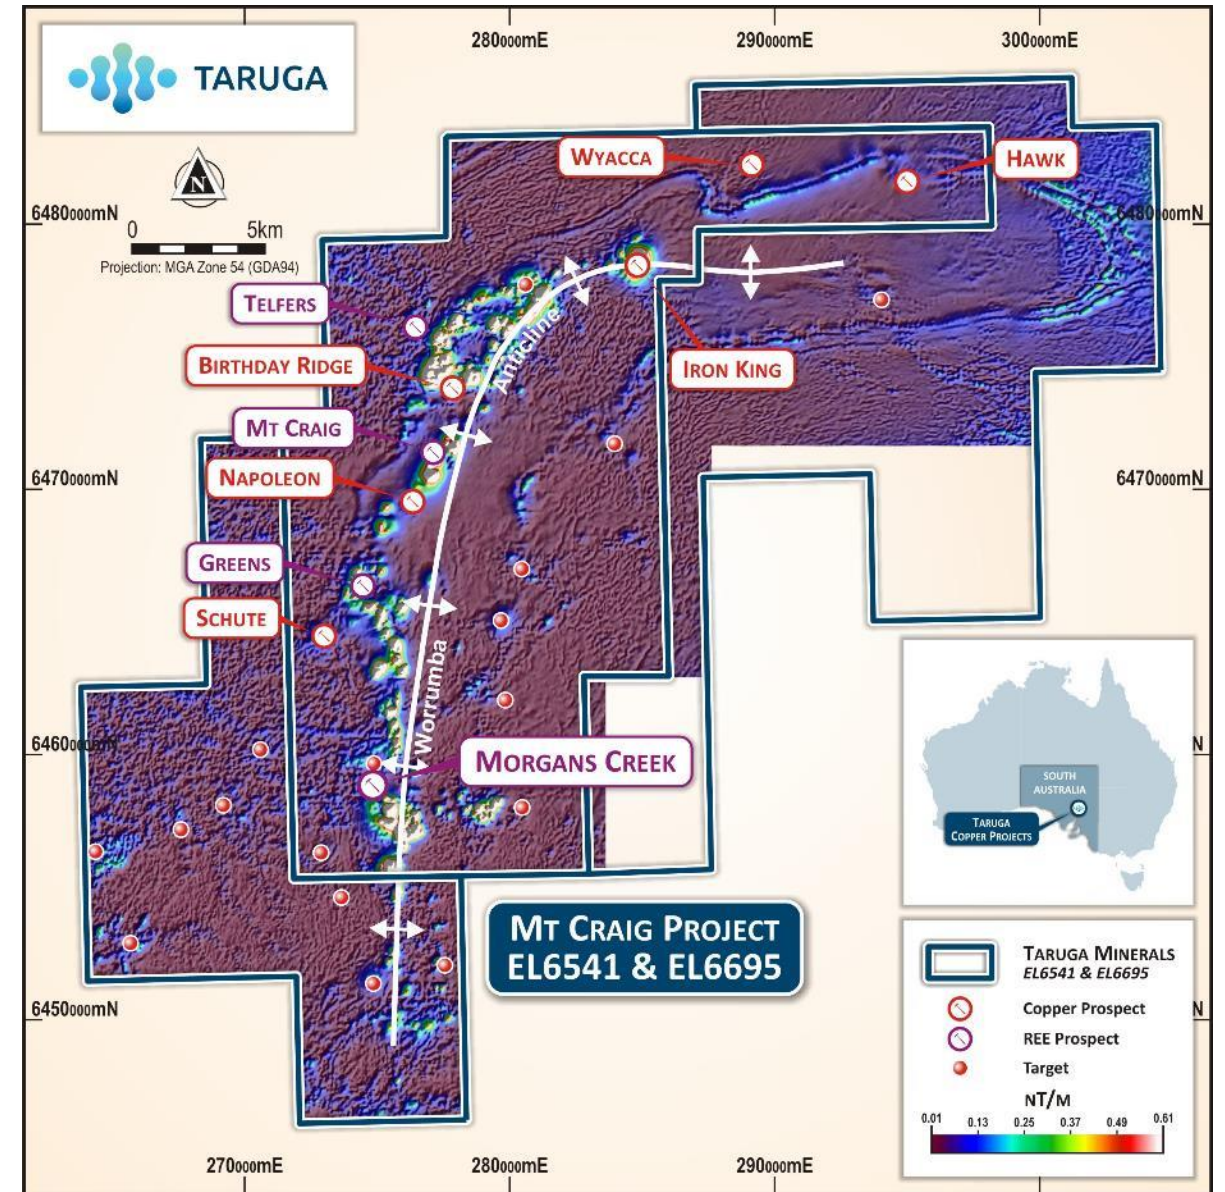 280000mE
290000mE
300000mE
TARUGA
N
0 5km
Projection: MGA Zone 54 (GDA94)
6480000mN
6480000mN
WYACCA
HAWK
TELFERS
BIRTHDAY RIDGE
IRON KING
Anticline
MT CRAIG
NAPOLEON
6470000mN
6470000mN
GREENS
SCHUTE
Worrumba
6460000mN
N
MORGANS CREEK
SOUTH
AUSTRALIA
TARUGA
COPPER PROJECTS
MT CRAIG PROJECT
EL6541 & EL6695
6450000mN
N
TARUGA MINERALS
EL6541 & EL6695
Copper Prospect
REE Prospect
Target
NT/M
0.01 0.13 0.25 0.37 0.49 0.61
270000mE
280000mE
290000mE